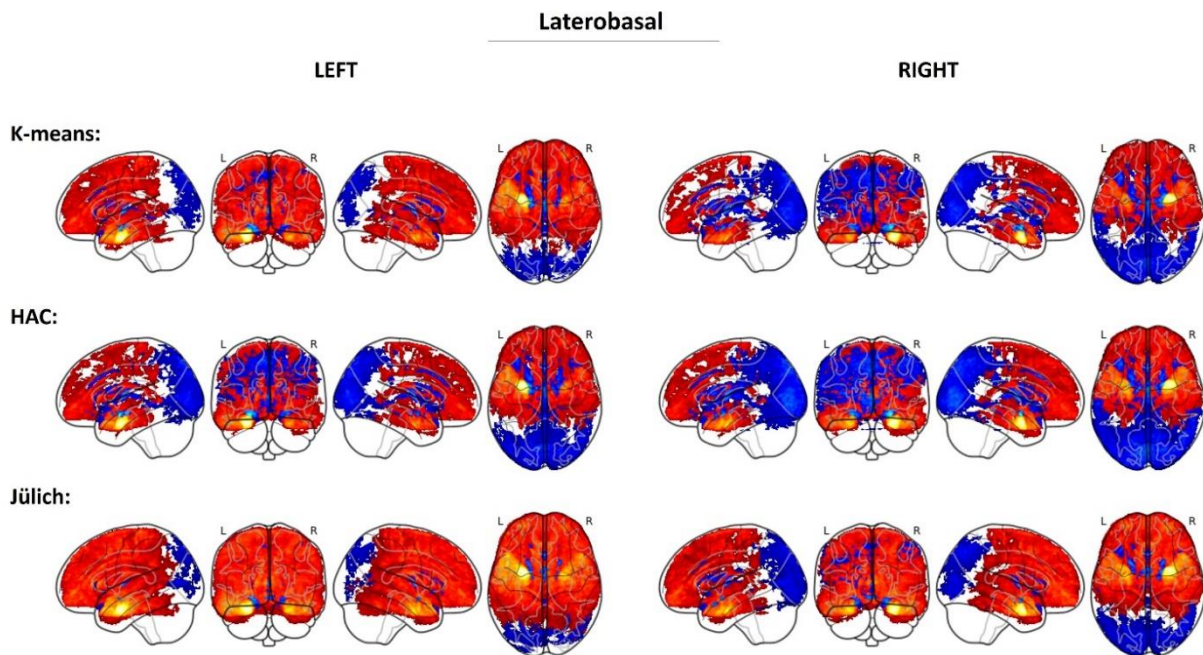 Laterobasal
LEFT RIGHT
K-means:
L R L R
R R
HAC:
L R L R
R R
Jülich:
L R L R
L R L R